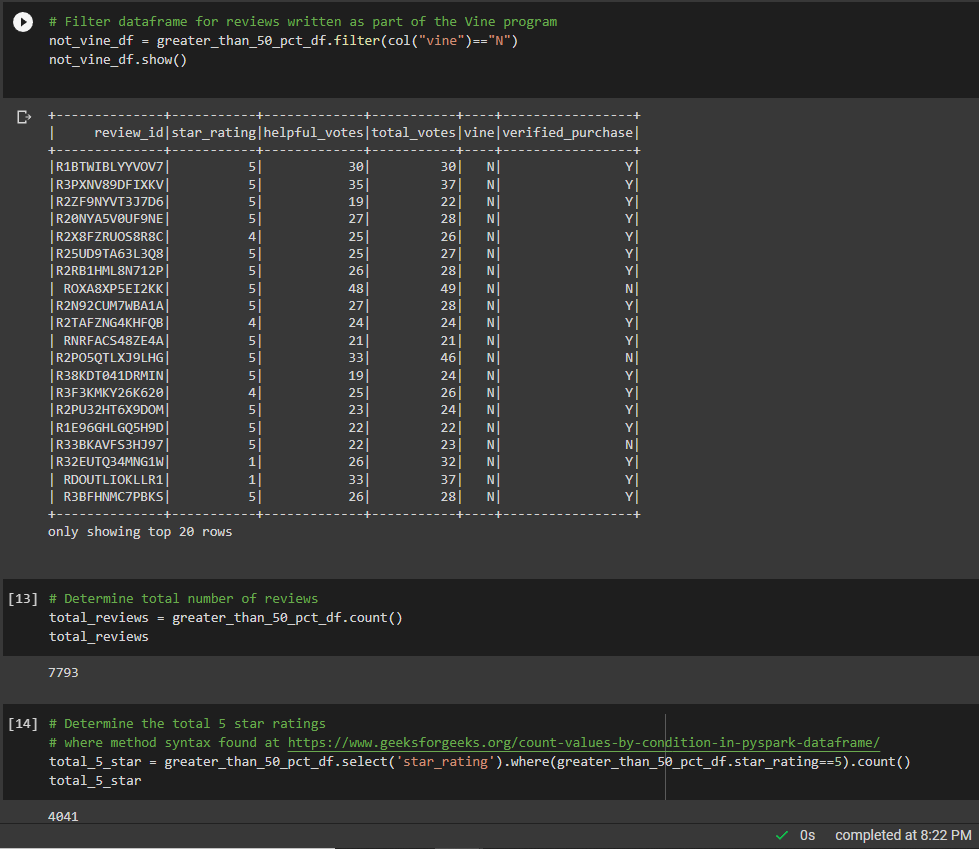 # Filter dataframe for reviews written as part of the Vine program
not_vine_df = greater_than_50_pct_df.filter(col("vine")=="N")
not_vine_df.show()
+--------------+-----------+-------------+-----------+----+-----------------+
|     review_id|star_rating|helpful_votes|total_votes|vine|verified_purchase|
+--------------+-----------+-------------+-----------+----+-----------------+
|R1BTWIBLYYVOV7|          5|           30|         30|   N|                Y|
|R3PXNV89DFIXKV|          5|           35|         37|   N|                Y|
|R2ZF9NYVT3J7D6|          5|           19|         22|   N|                Y|
|R20NYA5V0UF9NE|          5|           27|         28|   N|                Y|
|R2X8FZRUOS8R8C|          4|           25|         26|   N|                Y|
|R25UD9TA63L3Q8|          5|           25|         27|   N|                Y|
|R2RB1HML8N712P|          5|           26|         28|   N|                Y|
| ROXA8XP5EI2KK|          5|           48|         49|   N|                N|
|R2N92CUM7WBA1A|          5|           27|         28|   N|                Y|
|R2TAFZNG4KHFQB|          4|           24|         24|   N|                Y|
| RNRFACS48ZE4A|          5|           21|         21|   N|                Y|
|R2PO5QTLXJ9LHG|          5|           33|         46|   N|                N|
|R38KDT041DRMIN|          5|           19|         24|   N|                Y|
|R3F3KMKY26K620|          4|           25|         26|   N|                Y|
|R2PU32HT6X9DOM|          5|           23|         24|   N|                Y|
|R1E96GHLGQ5H9D|          5|           22|         22|   N|                Y|
|R33BKAVF53HJ97|          5|           22|         23|   N|                N|
|R32EUTQ34MNG1W|          1|           26|         32|   N|                Y|
| RDOUTLIOKLLR1|          1|           33|         37|   N|                Y|
| R3BFHNMC7PBKS|          5|           26|         28|   N|                Y|
+--------------+-----------+-------------+-----------+----+-----------------+
only showing top 20 rows
[13] # Determine total number of reviews
total_reviews = greater_than_50_pct_df.count()
total_reviews
7793
[14] # Determine the total 5 star ratings
# where method syntax found at https://www.geeksforgeeks.org/count-values-by-condition-in-pyspark-dataframe/
total_5_star = greater_than_50_pct_df.select('star_rating').where(greater_than_50_pct_df.star_rating==5).count()
total_5_star
4041
0s completed at 8:22 PM